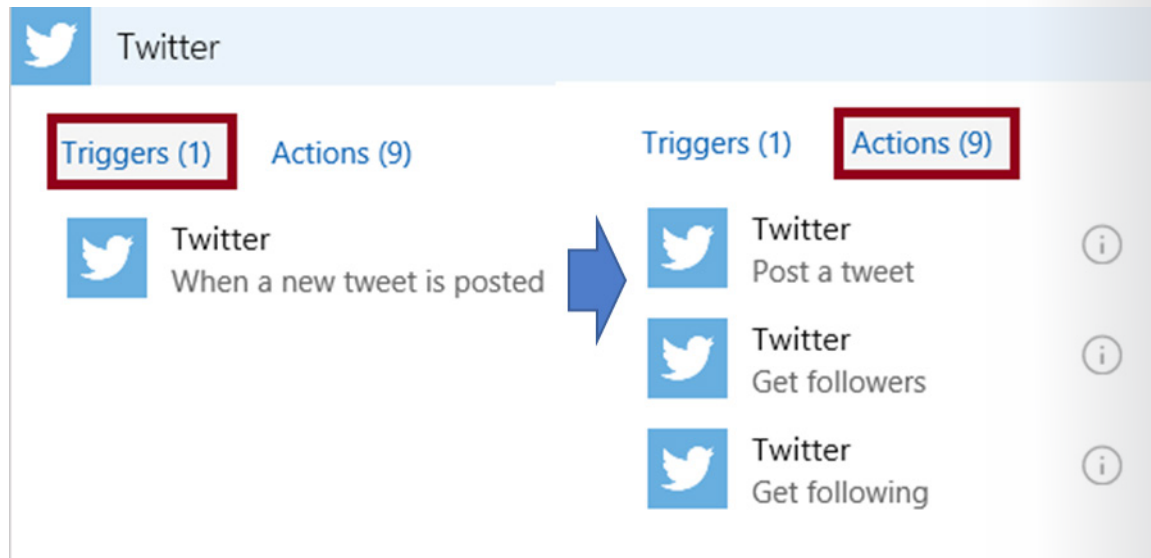 Twitter
Triggers (1) Actions (9)
Twitter
When a new tweet is posted
Triggers (1) Actions (9)
Twitter
Post a tweet
Twitter
Get followers
Twitter
Get following